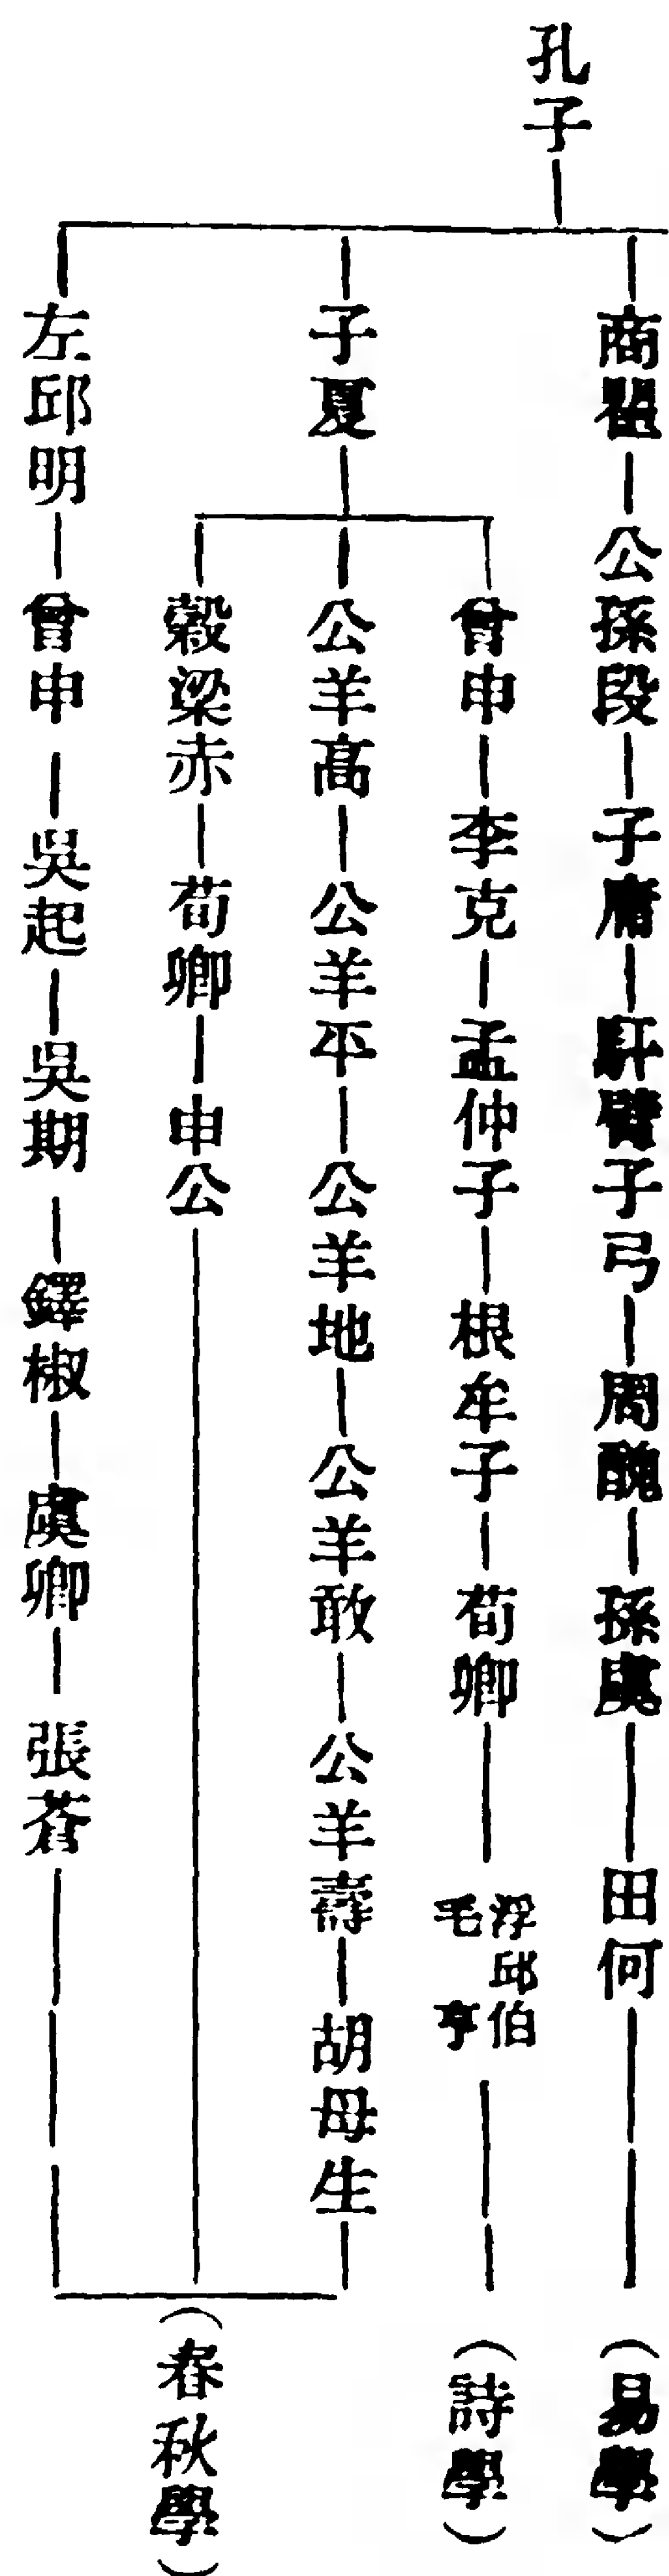 孔子
商瞿 公孫段 子庸 馯臂子弓 周醜 孫虞 田何 (易學)
子夏
曾申 李克 孟仲子 根牟子 荀卿 浮邱伯 毛亨 (詩學)
公羊高 公羊平 公羊地 公羊敢 公羊壽 胡母生
穀梁赤 荀卿 申公
左邱明 曾申 吳起 吳期 鐸椒 虞卿 張蒼
(春秋學)